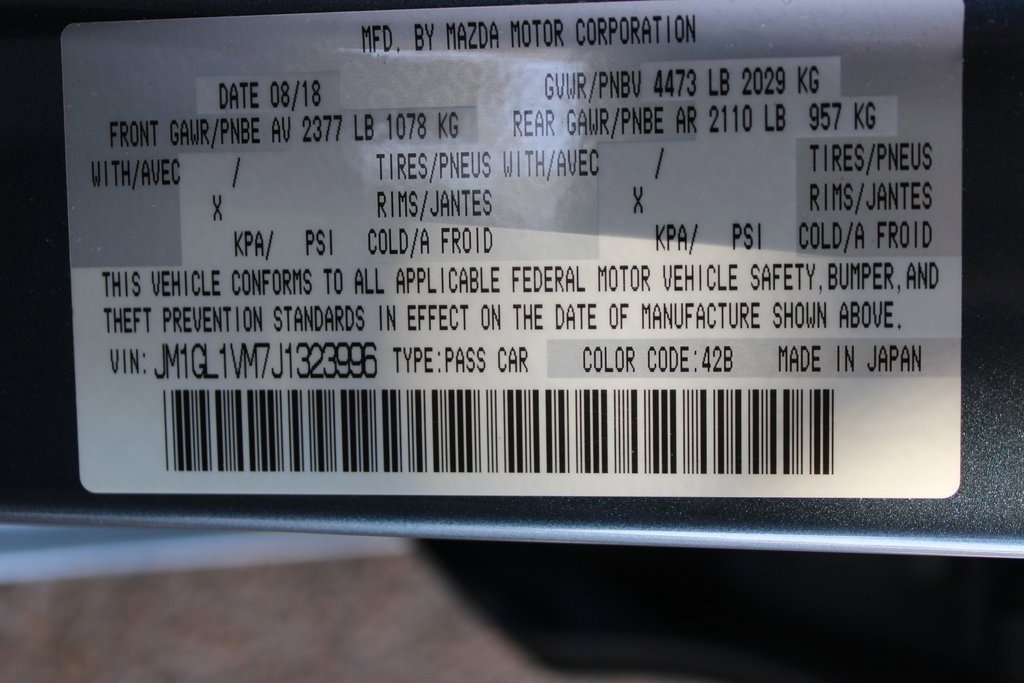 MFD. BY MAZDA MOTOR CORPORATION
DATE 08/18 GVWR/PNBV 4473 LB 2029 KG
FRONT GAWR/PNBE AV 2377 LB 1078 KG REAR GAWR/PNBE AR 2110 LB 957 KG
WITH/AVEC / TIRES/PNEUS WITH/AVEC / TIRES/PNEUS
X RIMS/JANTES X RIMS/JANTES
KPA/ PSI COLD/A FROID KPA/ PSI COLD/A FROID
THIS VEHICLE CONFORMS TO ALL APPLICABLE FEDERAL MOTOR VEHICLE SAFETY, BUMPER, AND
THEFT PREVENTION STANDARDS IN EFFECT ON THE DATE OF MANUFACTURE SHOWN ABOVE.
VIN: JM1GL1VM7J1323996 TYPE:PASS CAR COLOR CODE:42B MADE IN JAPAN